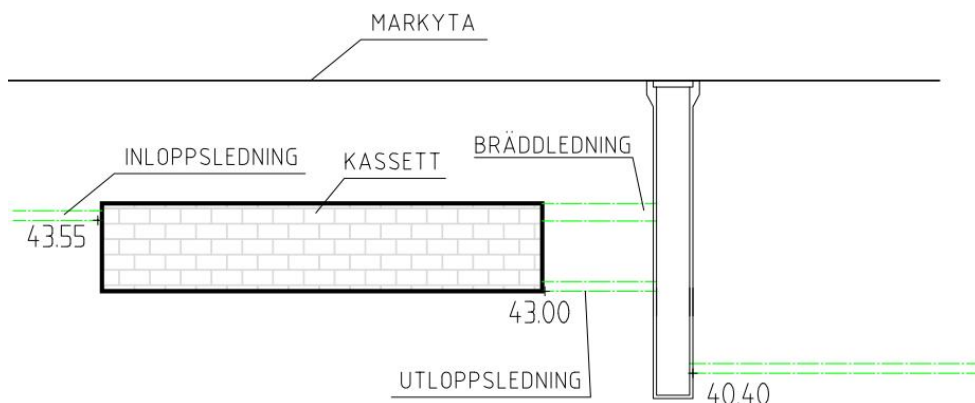 MARKYTA
BRÄDDLEDNING
INLOPPSLEDNING
KASSETT
43.55
43.00
UTLOPPSLEDNING
40.40